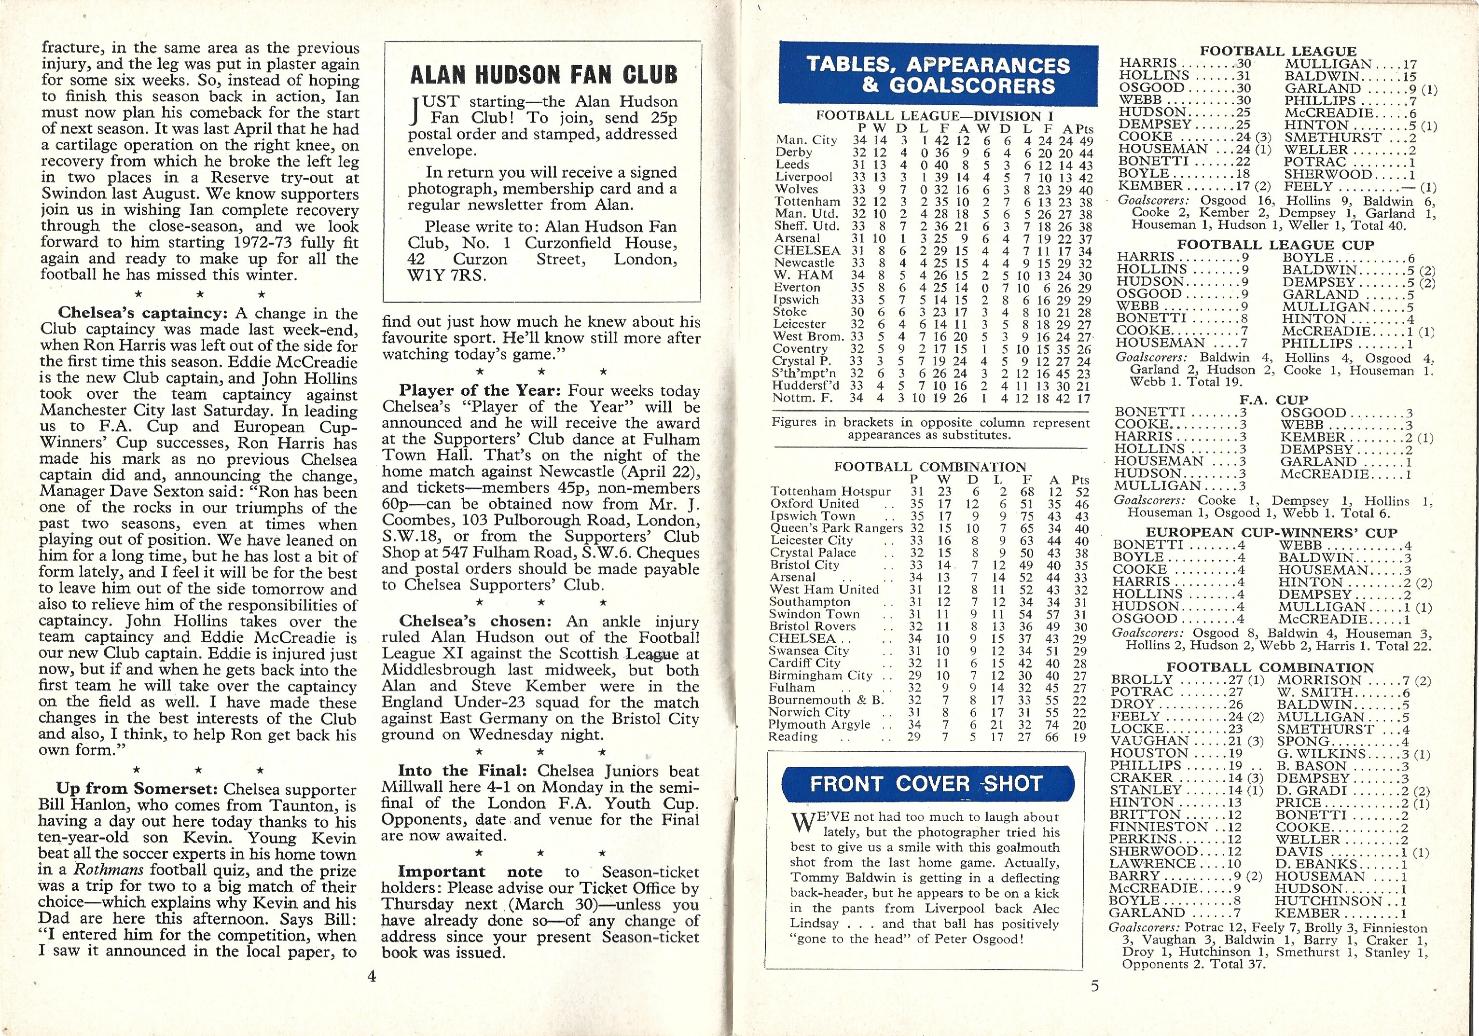 fracture, in the same area as the previous
injury, and the leg was put in plaster again
for some six weeks. So, instead of hoping
to finish this season back in action, Ian
must now plan his comeback for the start
of next season. It was last April that he had
a cartilage operation on the right knee, on
recovery from which he broke the left leg
in two places in a Reserve try-out at
Swindon last August. We know supporters
join us in wishing Ian complete recovery
through the close-season, and we look
forward to him starting 1972-73 fully fit
again and ready to make up for all the
football he has missed this winter.
★ ★ ★
Chelsea's captaincy: A change in the
Club captaincy was made last week-end,
when Ron Harris was left out of the side for
the first time this season. Eddie McCreadie
is the new Club captain, and John Hollins
took over the team captaincy against
Manchester City last Saturday. In leading
us to F.A. Cup and European Cup-
Winners' Cup successes, Ron Harris has
made his mark as no previous Chelsea
captain did and, announcing the change,
Manager Dave Sexton said: "Ron has been
one of the rocks in our triumphs of the
past two seasons, even at times when
playing out of position. We have leaned on
him for a long time, but he has lost a bit of
form lately, and I feel it will be for the best
to leave him out of the side tomorrow and
also to relieve him of the responsibilities of
captaincy. John Hollins takes over the
team captaincy and Eddie McCreadie is
our new Club captain. Eddie is injured just
now, but if and when he gets back into the
first team he will take over the captaincy
on the field as well. I have made these
changes in the best interests of the Club
and also, I think, to help Ron get back his
own form."
★ ★ ★
Up from Somerset: Chelsea supporter
Bill Hanlon, who comes from Taunton, is
having a day out here today thanks to his
ten-year-old son Kevin. Young Kevin
beat all the soccer experts in his home town
in a Rothmans football quiz, and the prize
was a trip for two to a big match of their
choice—which explains why Kevin and his
Dad are here this afternoon. Says Bill:
"I entered him for the competition, when
I saw it announced in the local paper, to
ALAN HUDSON FAN CLUB
JUST starting—the Alan Hudson
Fan Club! To join, send 25p
postal order and stamped, addressed
envelope.
In return you will receive a signed
photograph, membership card and a
regular newsletter from Alan.
Please write to: Alan Hudson Fan
Club, No. 1 Curzonfield House,
42 Curzon Street, London,
W1Y 7RS.
find out just how much he knew about his
favourite sport. He'll know still more after
watching today's game."
★ ★ ★
Player of the Year: Four weeks today
Chelsea's "Player of the Year" will be
announced and he will receive the award
at the Supporters' Club dance at Fulham
Town Hall. That's on the night of the
home match against Newcastle (April 22),
and tickets—members 45p, non-members
60p—can be obtained now from Mr. J.
Coombes, 103 Pulborough Road, London,
S.W.18, or from the Supporters' Club
Shop at 547 Fulham Road, S.W.6. Cheques
and postal orders should be made payable
to Chelsea Supporters' Club.
★ ★ ★
Chelsea's chosen: An ankle injury
ruled Alan Hudson out of the Football
League XI against the Scottish League at
Middlesbrough last midweek, but both
Alan and Steve Kember were in the
England Under-23 squad for the match
against East Germany on the Bristol City
ground on Wednesday night.
★ ★ ★
Into the Final: Chelsea Juniors beat
Millwall here 4-1 on Monday in the semi-
final of the London F.A. Youth Cup.
Opponents, date and venue for the Final
are now awaited.
★ ★ ★
Important note to Season-ticket
holders: Please advise our Ticket Office by
Thursday next (March 30)—unless you
have already done so—of any change of
address since your present Season-ticket
book was issued.
4
TABLES, APPEARANCES
& GOALSCORERS
FOOTBALL LEAGUE—DIVISION I
P W D L F A W D L F A Pts
Man. City 34 14 3 1 42 12 6 6 4 24 24 49
Derby 32 12 4 0 36 9 6 4 6 20 20 44
Leeds 31 13 4 0 40 8 5 3 6 12 14 43
Liverpool 33 13 3 1 39 14 4 5 7 10 13 42
Wolves 33 9 7 0 32 16 6 3 8 23 29 40
Tottenham 32 12 3 2 35 10 2 7 6 13 23 38
Man. Utd. 32 10 2 4 28 18 5 6 5 26 27 38
Sheff. Utd. 33 8 7 2 36 21 6 3 7 18 26 38
Arsenal 31 10 1 3 25 9 6 4 7 19 22 37
CHELSEA 31 8 6 2 29 15 4 4 7 11 17 34
Newcastle 33 8 4 4 25 15 4 4 9 15 29 32
W. HAM 34 8 5 4 26 15 2 5 10 13 24 30
Everton 35 8 6 4 25 14 0 7 10 6 26 29
Ipswich 33 5 7 5 14 15 2 8 6 16 29 29
Stoke 30 6 6 3 23 17 3 4 8 10 21 28
Leicester 32 6 4 6 14 11 3 5 8 18 29 27
West Brom. 33 5 4 7 16 20 5 3 9 16 24 27
Coventry 32 5 9 2 17 15 1 5 10 15 35 26
Crystal P. 33 3 5 7 19 24 4 5 9 12 27 24
S'th'mpt'n 32 6 3 6 26 24 3 2 12 16 45 23
Huddersf'd 33 4 5 7 10 16 2 4 11 13 30 21
Nottm. F. 34 4 3 10 19 26 1 4 12 18 42 17
Figures in brackets in opposite column represent
appearances as substitutes.
FOOTBALL COMBINATION
P W D L F A Pts
Tottenham Hotspur 31 23 6 2 68 12 52
Oxford United .. 35 17 12 6 51 35 46
Ipswich Town .. 35 17 9 9 75 43 43
Queen's Park Rangers 32 15 10 7 65 34 40
Leicester City .. 33 16 8 9 63 44 40
Crystal Palace .. 32 15 8 9 50 43 38
Bristol City .. 33 14 7 12 49 40 35
Arsenal .. .. 34 13 7 14 52 44 33
West Ham United 31 12 8 11 52 43 32
Southampton .. 31 12 7 12 34 34 31
Swindon Town .. 31 11 9 11 54 57 31
Bristol Rovers .. 32 11 8 13 36 49 30
CHELSEA .. .. 34 10 9 15 37 43 29
Swansea City .. 31 10 9 12 34 51 29
Cardiff City .. 32 11 6 15 42 40 28
Birmingham City .. 29 10 7 12 30 40 27
Fulham .. .. 32 9 9 14 32 45 27
Bournemouth & B. 32 7 8 17 33 55 22
Norwich City .. 31 8 6 17 31 55 22
Plymouth Argyle .. 34 7 6 21 32 74 20
Reading .. .. 29 7 5 17 27 66 19
FRONT COVER SHOT
WE'VE not had too much to laugh about
lately, but the photographer tried his
best to give us a smile with this goalmouth
shot from the last home game. Actually,
Tommy Baldwin is getting in a deflecting
back-header, but he appears to be on a kick
in the pants from Liverpool back Alec
Lindsay . . . and that ball has positively
"gone to the head" of Peter Osgood!
FOOTBALL LEAGUE
HARRIS ........30 MULLIGAN ....17
HOLLINS .......31 BALDWIN......15
OSGOOD .......30 GARLAND .....9 (1)
WEBB ..........30 PHILLIPS .......7
HUDSON........25 McCREADIE.....6
DEMPSEY ......25 HINTON ........5 (1)
COOKE ........24 (3) SMETHURST ...2
HOUSEMAN ....24 (1) WELLER ........2
BONETTI .......22 POTRAC ........1
BOYLE .........18 SHERWOOD.....1
KEMBER .......17 (2) FEELY .........— (1)
Goalscorers: Osgood 16, Hollins 9, Baldwin 6,
Cooke 2, Kember 2, Dempsey 1, Garland 1,
Houseman 1, Hudson 1, Weller 1, Total 40.
FOOTBALL LEAGUE CUP
HARRIS .........9 BOYLE .........6
HOLLINS .......9 BALDWIN.......5 (2)
HUDSON........9 DEMPSEY ......5 (2)
OSGOOD .......9 GARLAND ......5
WEBB ..........9 MULLIGAN.....5
BONETTI .......8 HINTON .......4
COOKE.........7 McCREADIE....1 (1)
HOUSEMAN ....7 PHILLIPS .......1
Goalscorers: Baldwin 4, Hollins 4, Osgood 4,
Garland 2, Hudson 2, Cooke 1, Houseman 1.
Webb 1. Total 19.
F.A. CUP
BONETTI .......3 OSGOOD ........3
COOKE.........3 WEBB ..........3
HARRIS ........3 KEMBER ........2 (1)
HOLLINS .......3 DEMPSEY .......2
HOUSEMAN ....3 GARLAND ......1
HUDSON.......3 McCREADIE.....1
MULLIGAN.....3
Goalscorers: Cooke 1, Dempsey 1, Hollins 1,
Houseman 1, Osgood 1, Webb 1. Total 6.
EUROPEAN CUP-WINNERS' CUP
BONETTI .......4 WEBB ..........4
BOYLE .........4 BALDWIN.......3
COOKE ........4 HOUSEMAN.....3
HARRIS ........4 HINTON ........2 (2)
HOLLINS .......4 DEMPSEY.......2
HUDSON........4 MULLIGAN .....1 (1)
OSGOOD .......4 McCREADIE.....1
Goalscorers: Osgood 8, Baldwin 4, Houseman 3,
Hollins 2, Hudson 2, Webb 2, Harris 1. Total 22.
FOOTBALL COMBINATION
BROLLY .......27 (1) MORRISON .....7 (2)
POTRAC .......27 W. SMITH.......6
DROY ..........26 BALDWIN.......5
FEELY .........24 (2) MULLIGAN .....5
LOCKE.........23 SMETHURST ....4
VAUGHAN .....21 (3) SPONG..........4
HOUSTON .....19 G. WILKINS.....3 (1)
PHILLIPS ......19 B. BASON .......3
CRAKER .......14 (3) DEMPSEY.......3
STANLEY ......14 (1) D. GRADI ......2 (2)
HINTON .......13 PRICE..........2 (1)
BRITTON ......12 BONETTI .......2
FINNIESTON ..12 COOKE.........2
PERKINS.......12 WELLER ........2
SHERWOOD....12 DAVIS ..........1 (1)
LAWRENCE ....10 D. EBANKS......1
BARRY .........9 (2) HOUSEMAN .....1
McCREADIE.....9 HUDSON........1
BOYLE .........8 HUTCHINSON ..1
GARLAND ......7 KEMBER ........1
Goalscorers: Potrac 12, Feely 7, Brolly 3, Finnieston
3, Vaughan 3, Baldwin 1, Barry 1, Craker 1,
Droy 1, Hutchinson 1, Smethurst 1, Stanley 1,
Opponents 2. Total 37.
5